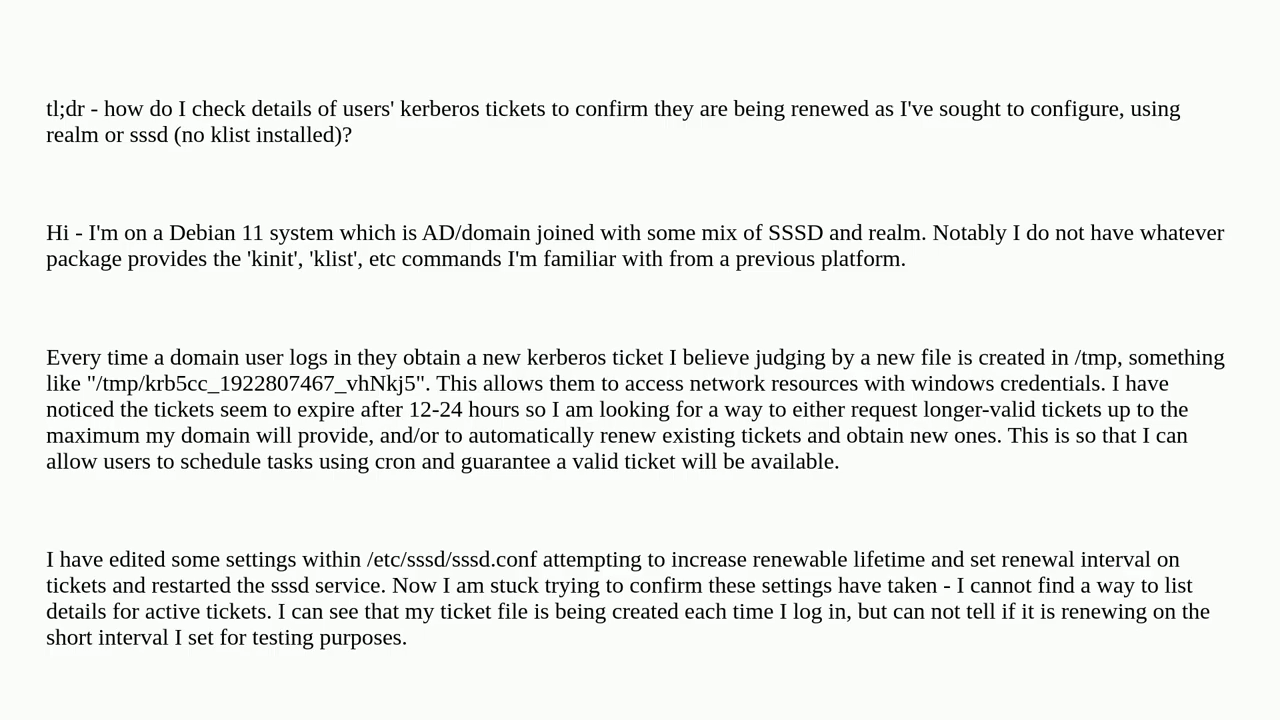 tl;dr - how do I check details of users' kerberos tickets to confirm they are being renewed as I've sought to configure, using
realm or sssd (no klist installed)?
Hi - I'm on a Debian 11 system which is AD/domain joined with some mix of SSSD and realm. Notably I do not have whatever
package provides the 'kinit', 'klist', etc commands I'm familiar with from a previous platform.
Every time a domain user logs in they obtain a new kerberos ticket I believe judging by a new file is created in /tmp, something
like "/tmp/krb5cc_1922807467_vhNkj5". This allows them to access network resources with windows credentials. I have
noticed the tickets seem to expire after 12-24 hours so I am looking for a way to either request longer-valid tickets up to the
maximum my domain will provide, and/or to automatically renew existing tickets and obtain new ones. This is so that I can
allow users to schedule tasks using cron and guarantee a valid ticket will be available.
I have edited some settings within /etc/sssd/sssd.conf attempting to increase renewable lifetime and set renewal interval on
tickets and restarted the sssd service. Now I am stuck trying to confirm these settings have taken - I cannot find a way to list
details for active tickets. I can see that my ticket file is being created each time I log in, but can not tell if it is renewing on the
short interval I set for testing purposes.